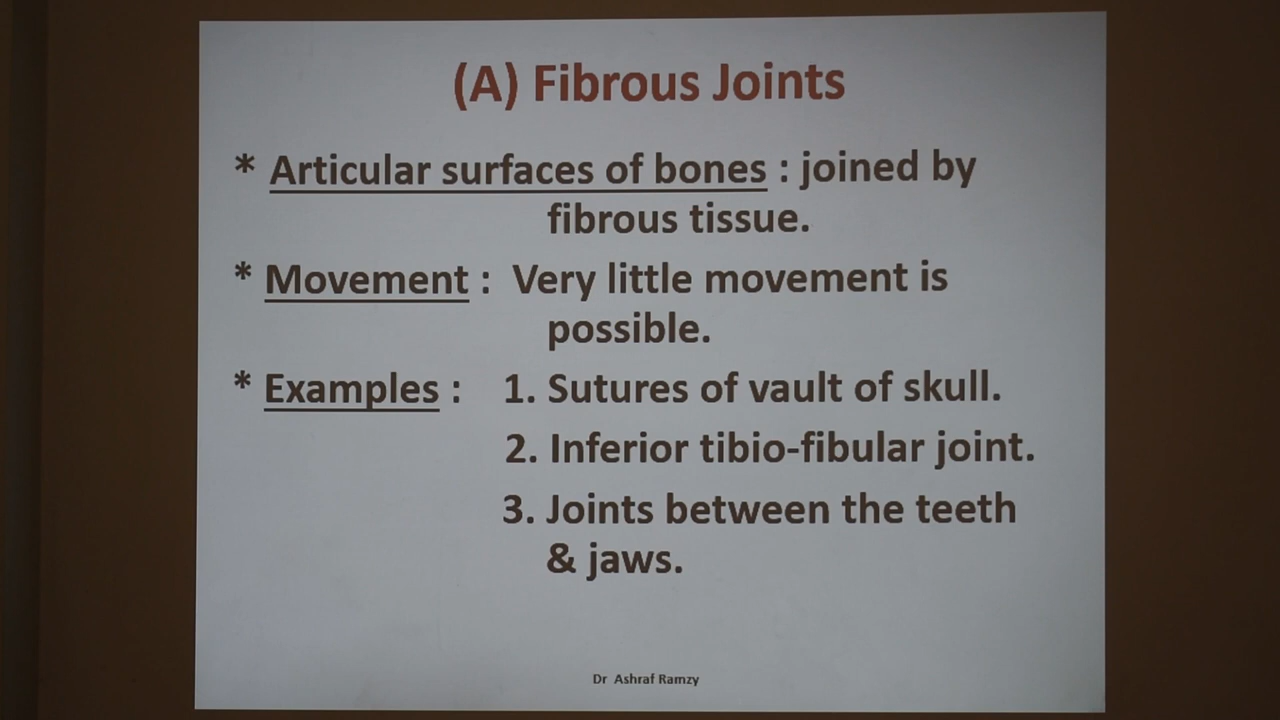 (A) Fibrous Joints
* Articular surfaces of bones : joined by
fibrous tissue.
* Movement : Very little movement is
possible.
* Examples : 1. Sutures of vault of skull.
2. Inferior tibio-fibular joint.
3. Joints between the teeth
& jaws.
Dr Ashraf Ramzy